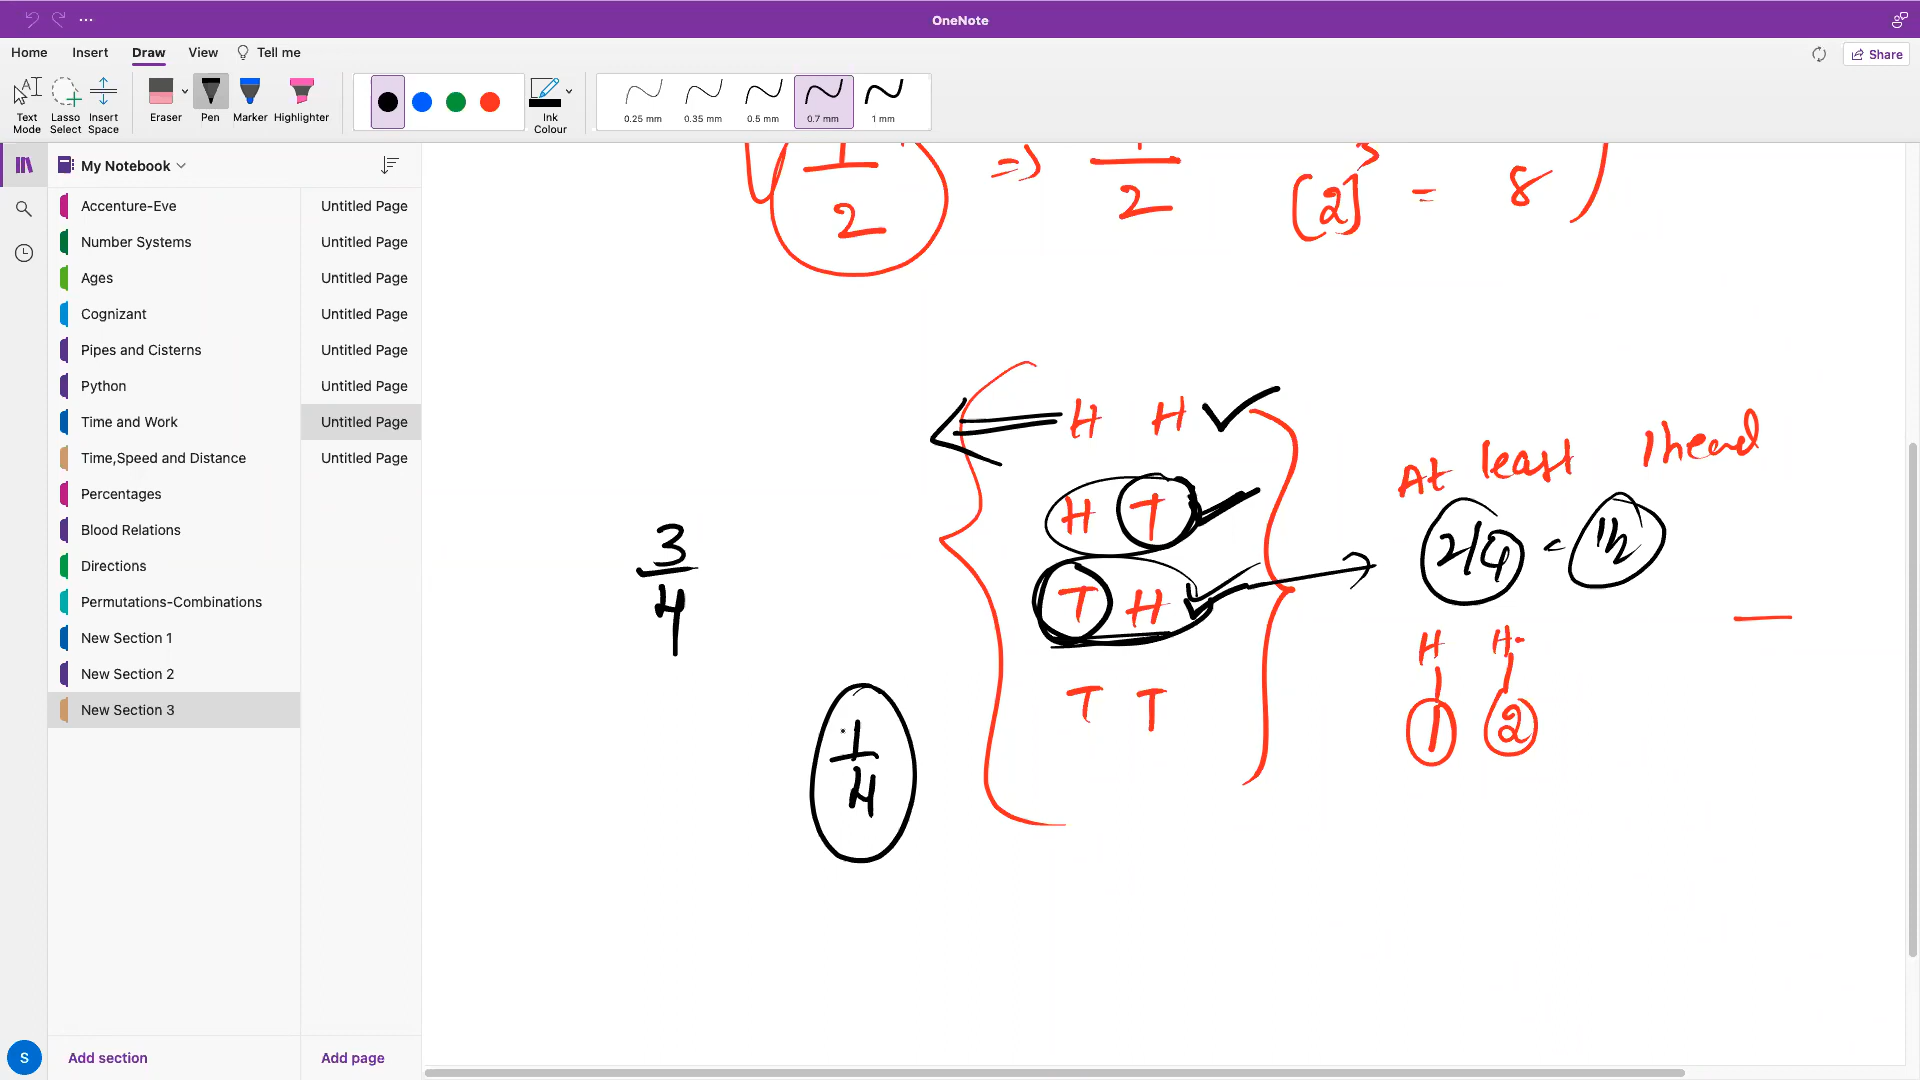 OneNote
Home Insert Draw View Tell me
Share
Text Mode
Lasso Select
Insert Space
Eraser
Pen
Marker
Highlighter
Ink Colour
0.25 mm
0.35 mm
0.5 mm
0.7 mm
1 mm
My Notebook
Accenture-Eve
Number Systems
Ages
Cognizant
Pipes and Cisterns
Python
Time and Work
Time,Speed and Distance
Percentages
Blood Relations
Directions
Permutations-Combinations
New Section 1
New Section 2
New Section 3
Untitled Page
Untitled Page
Untitled Page
Untitled Page
Untitled Page
Untitled Page
Untitled Page
Untitled Page
S
Add section
Add page
1/2 => 1/2
[2]³ = 8
H H
H T
T H
T T
3/4
1/4
At least 1 head
2/4 = 1/2
H H
1 2